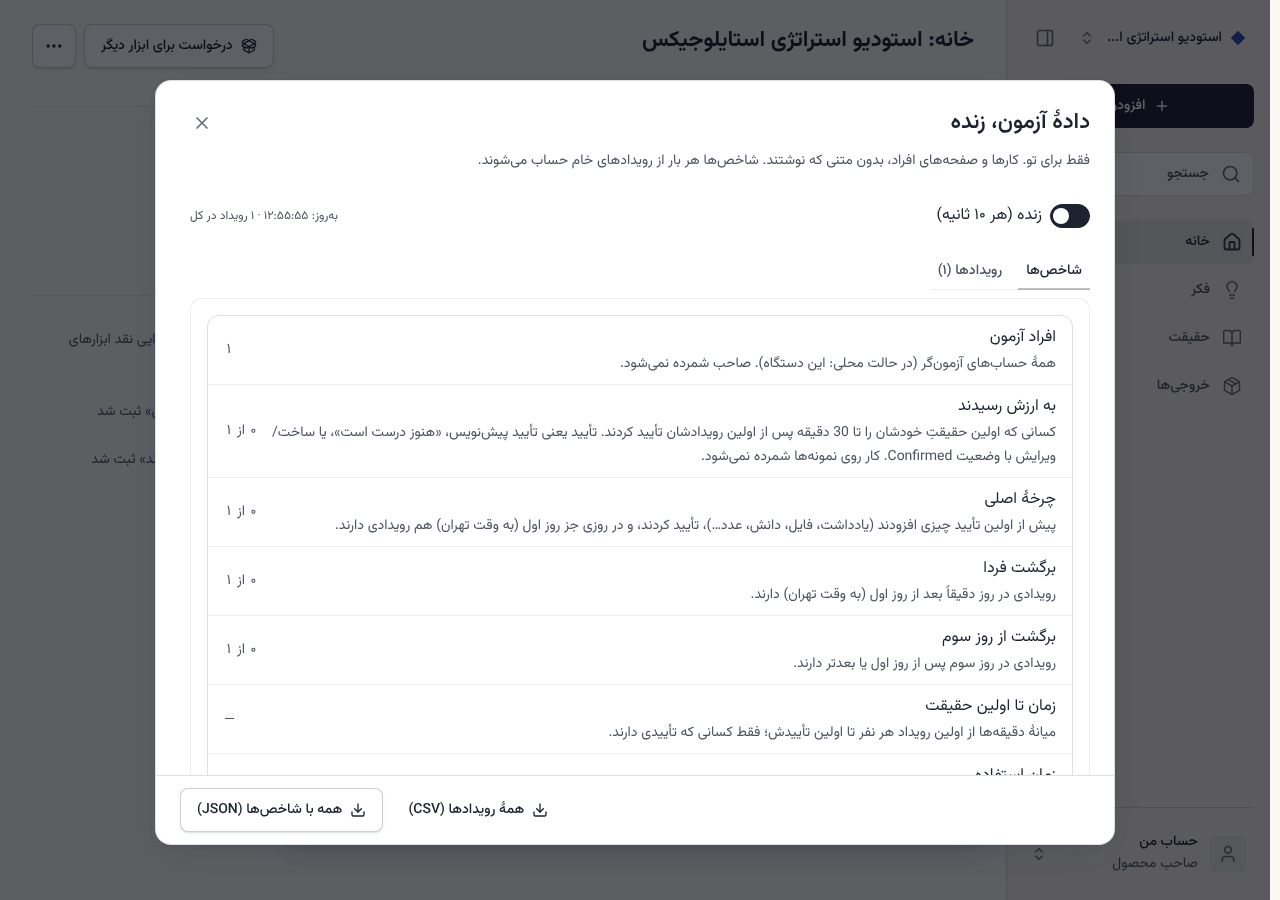 استودیو استراتژی ا...
خانه: استودیو استراتژی استایلوجیکس
درخواست برای ابزار دیگر
افزود
جستجو
خانه
فکر
حقیقت
خروجی‌ها
حساب من
صاحب محصول
ایی نقد ابزارهای
» ثبت شد
ند» ثبت شد
دادهٔ آزمون، زنده
فقط برای تو. کارها و صفحه‌های افراد، بدون متنی که نوشتند. شاخص‌ها هر بار از رویدادهای خام حساب می‌شوند.
زنده (هر ۱۰ ثانیه)
به‌روز: ۱۲:۵۵:۵۵ · ۱ رویداد در کل
شاخص‌ها
رویدادها (۱)
افراد آزمون
همهٔ حساب‌های آزمون‌گر (در حالت محلی: این دستگاه). صاحب شمرده نمی‌شود.
۱
به ارزش رسیدند
کسانی که اولین حقیقتِ خودشان را تا 30 دقیقه پس از اولین رویدادشان تأیید کردند. تأیید یعنی تأیید پیش‌نویس، «هنوز درست است»، یا ساخت/
ویرایش با وضعیت Confirmed. کار روی نمونه‌ها شمرده نمی‌شود.
۰ از ۱
چرخهٔ اصلی
پیش از اولین تأیید چیزی افزودند (یادداشت، فایل، دانش، عدد…)، تأیید کردند، و در روزی جز روز اول (به وقت تهران) هم رویدادی دارند.
۰ از ۱
برگشت فردا
رویدادی در روز دقیقاً بعد از روز اول (به وقت تهران) دارند.
۰ از ۱
برگشت از روز سوم
رویدادی در روز سوم پس از روز اول یا بعدتر دارند.
۰ از ۱
زمان تا اولین حقیقت
میانهٔ دقیقه‌ها از اولین رویداد هر نفر تا اولین تأییدش؛ فقط کسانی که تأییدی دارند.
—
زمان استفاده
همهٔ رویدادها (CSV)
همه با شاخص‌ها (JSON)